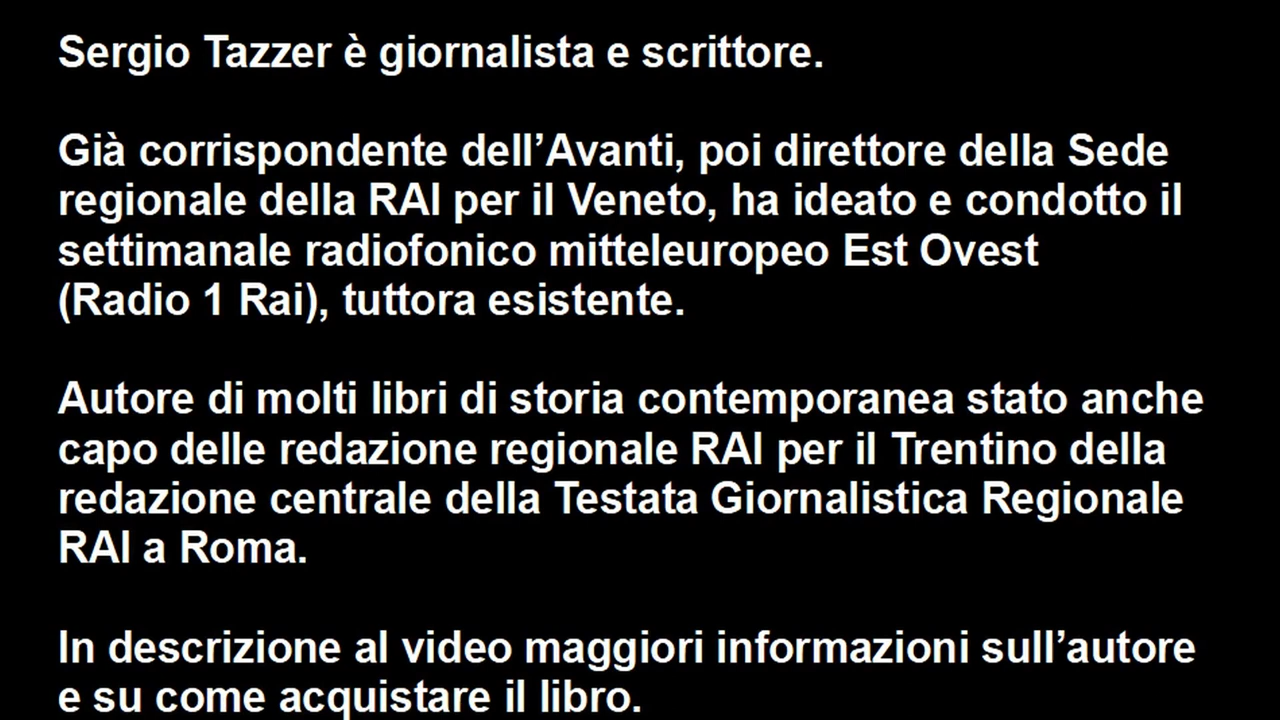 Sergio Tazzer è giornalista e scrittore.
Già corrispondente dell’Avanti, poi direttore della Sede
regionale della RAI per il Veneto, ha ideato e condotto il
settimanale radiofonico mitteleuropeo Est Ovest
(Radio 1 Rai), tuttora esistente.
Autore di molti libri di storia contemporanea stato anche
capo delle redazione regionale RAI per il Trentino della
redazione centrale della Testata Giornalistica Regionale
RAI a Roma.
In descrizione al video maggiori informazioni sull’autore
e su come acquistare il libro.